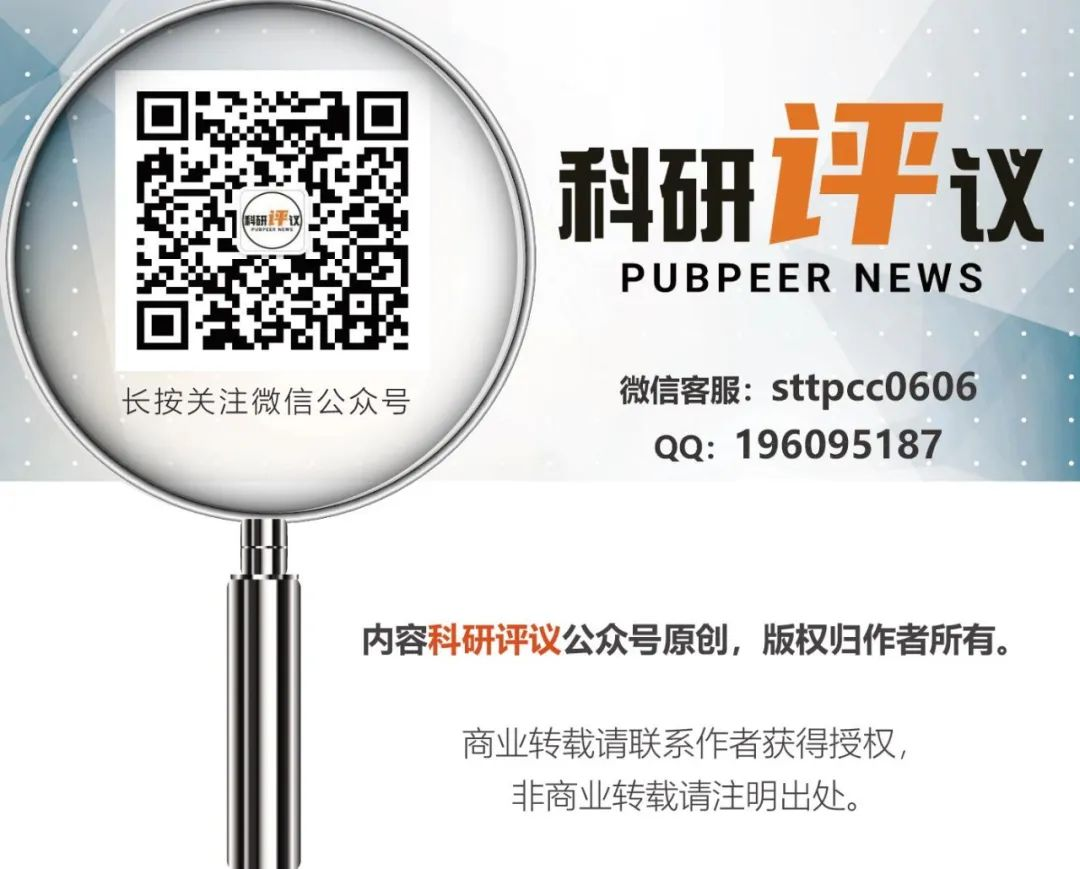 科研评议
PUBPEER NEWS
长按关注微信公众号
科研评议
PUBPEER NEWS
微信客服：sttpcc0606
QQ：196095187
内容科研评议公众号原创，版权归作者所有。
商业转载请联系作者获得授权，
非商业转载请注明出处。